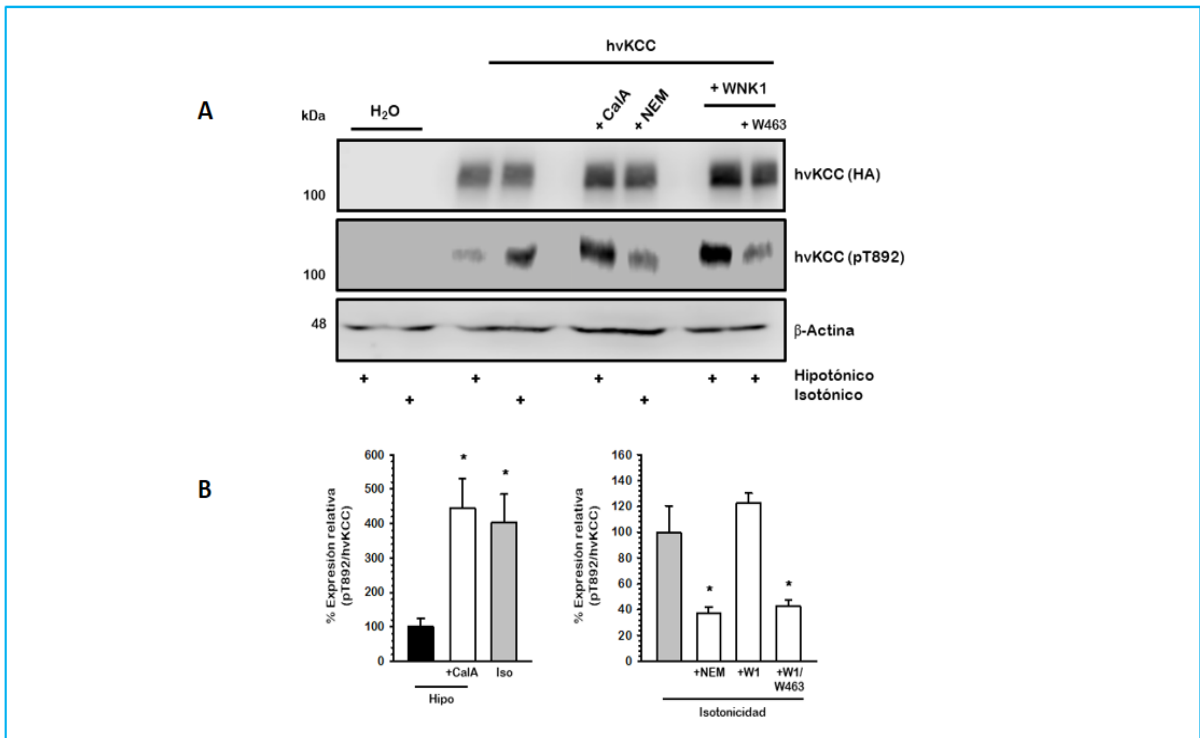 hvKCC
A
kDa
H₂O
+ CalA
+ NEM
+ WNK1
+ W463
100
hvKCC (HA)
100
hvKCC (pT892)
48
β-Actina
+ + + + + Hipotónico
+ + + Isotónico
B
% Expresión relativa
(pT892/hvKCC)
600
500
400
300
200
100
0
* *
+CalA Iso
Hipo
% Expresión relativa
(pT892/hvKCC)
160
140
120
100
80
60
40
20
0
* *
+NEM +W1 +W1/
W463
Isotonicidad